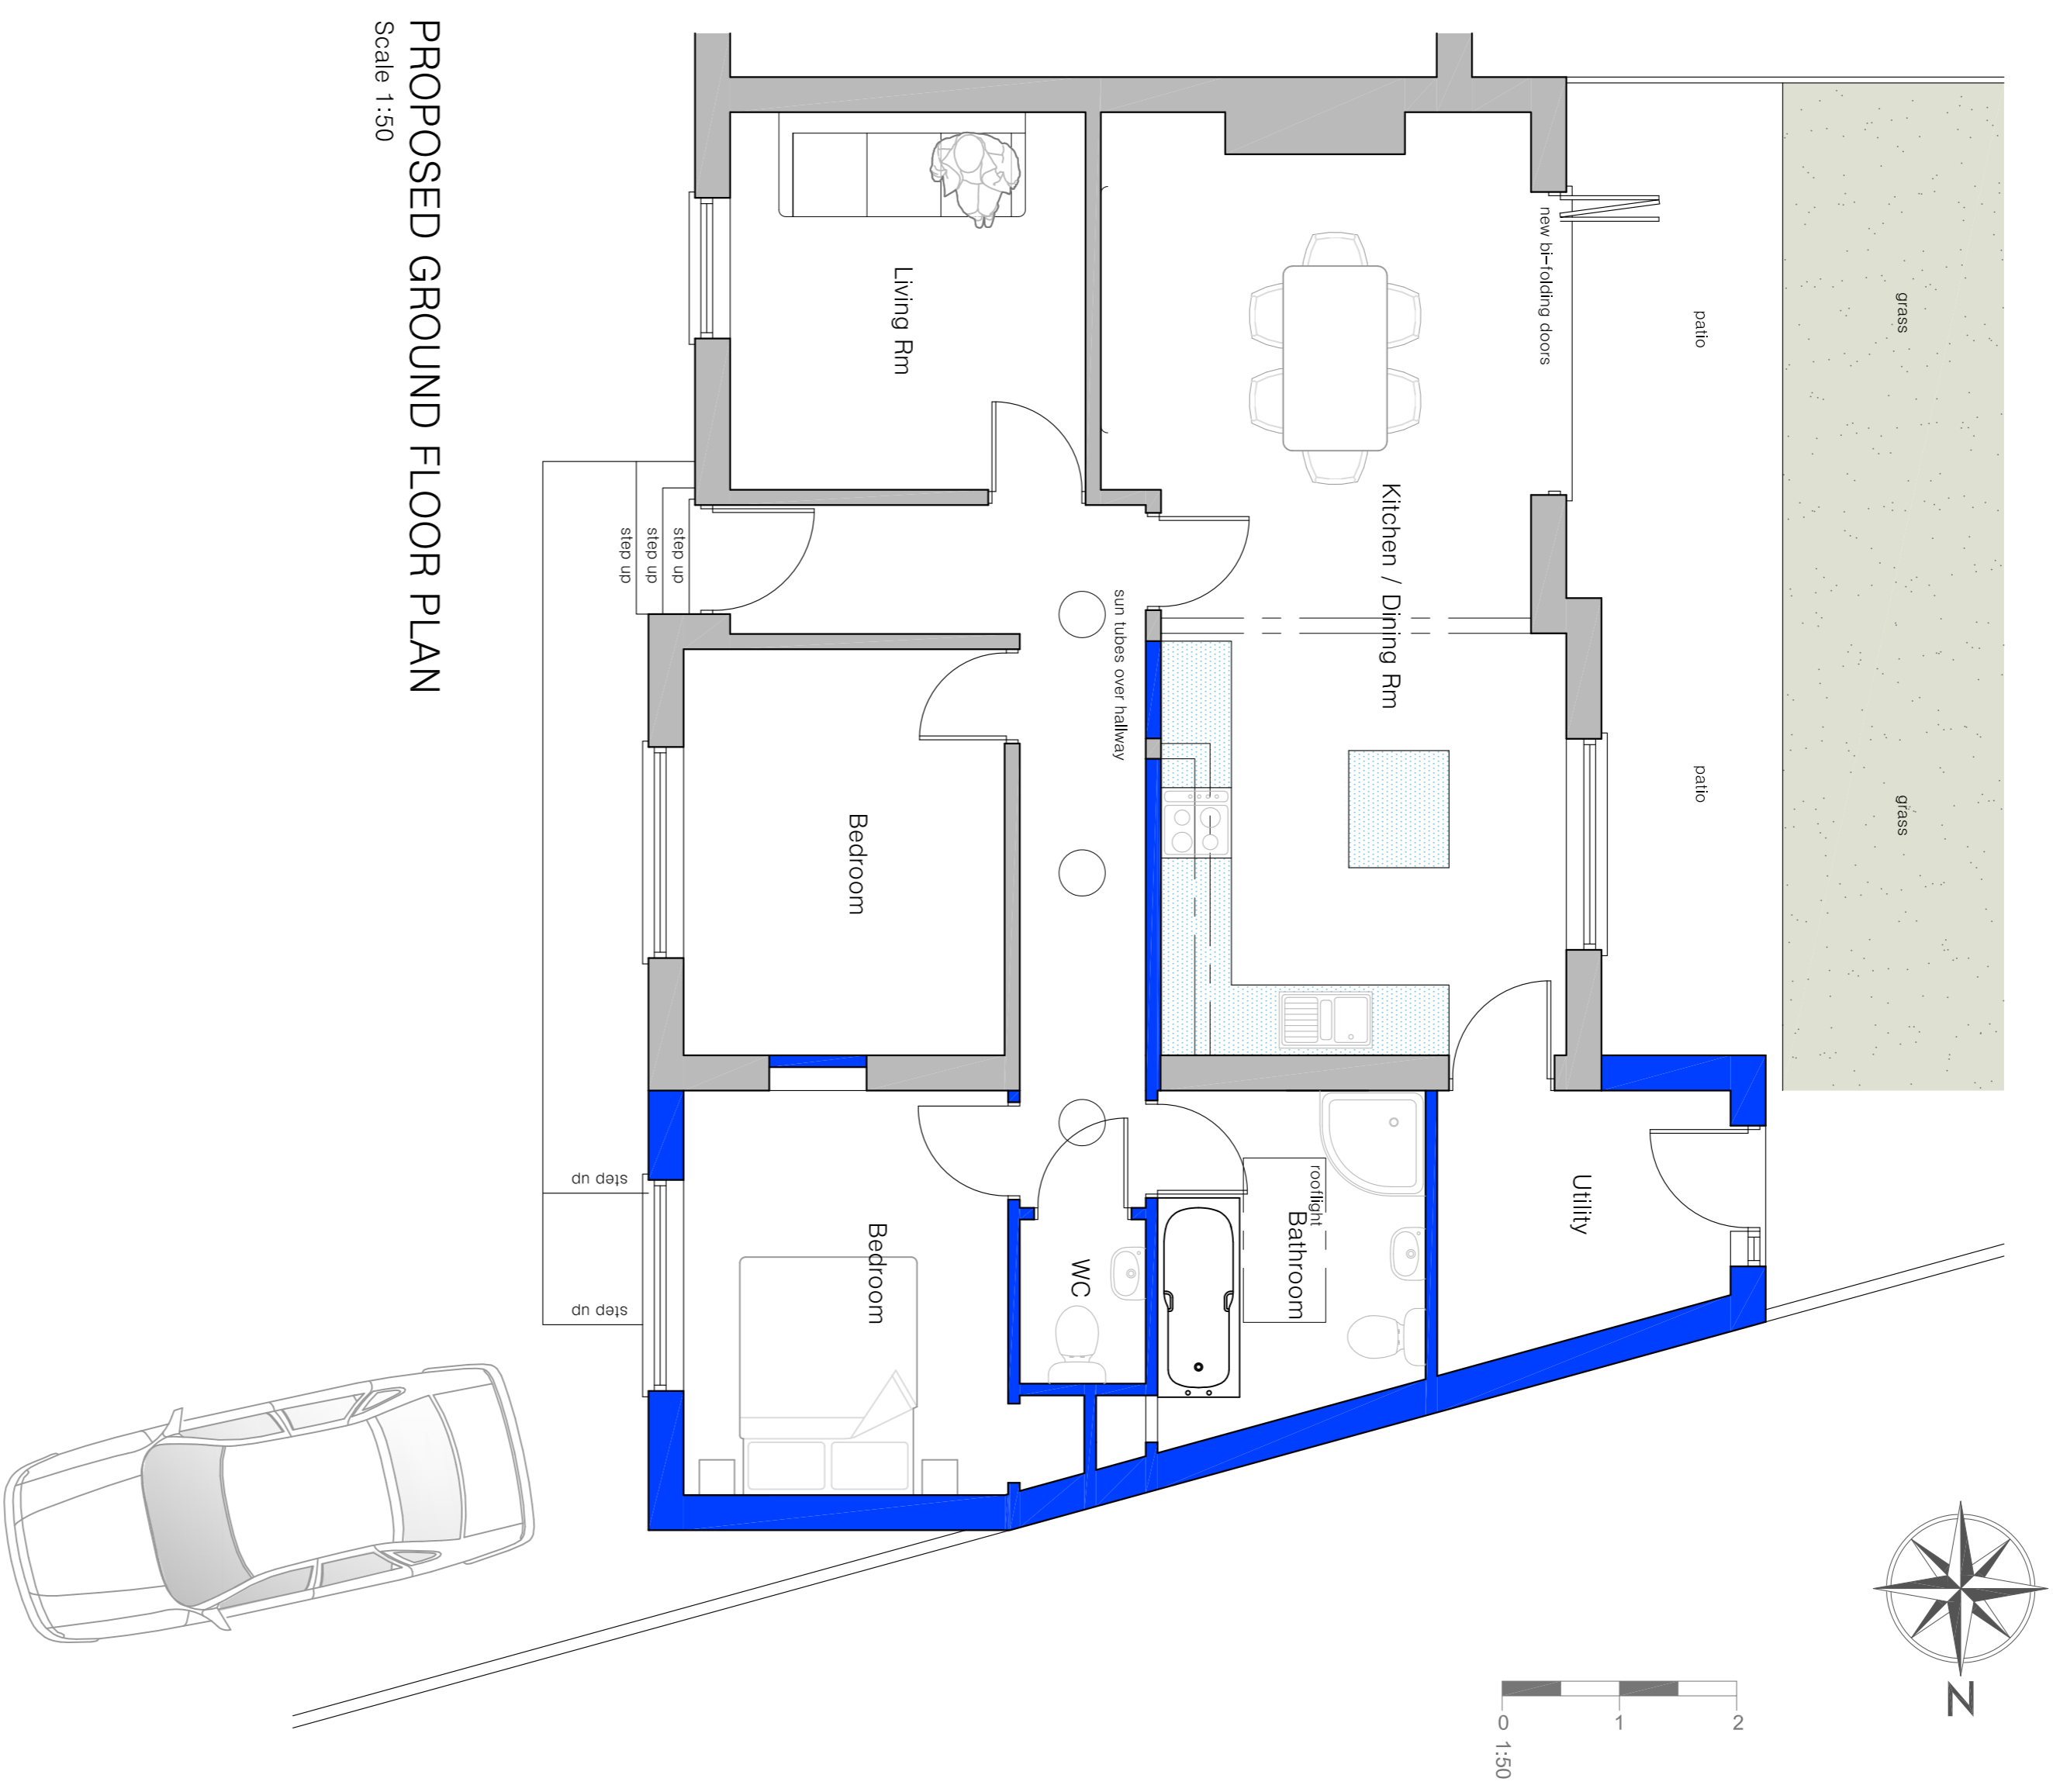 PROPOSED GROUND FLOOR PLAN
Scale 1:50
Living Rm
new bi-folding doors
patio
grass
Kitchen / Dining Rm
step up
step up
step up
sun tubes over hallway
patio
grass
Bedroom
step up
step up
Bedroom
WC
rooflight
Bathroom
Utility
N
0 1 2
1:50